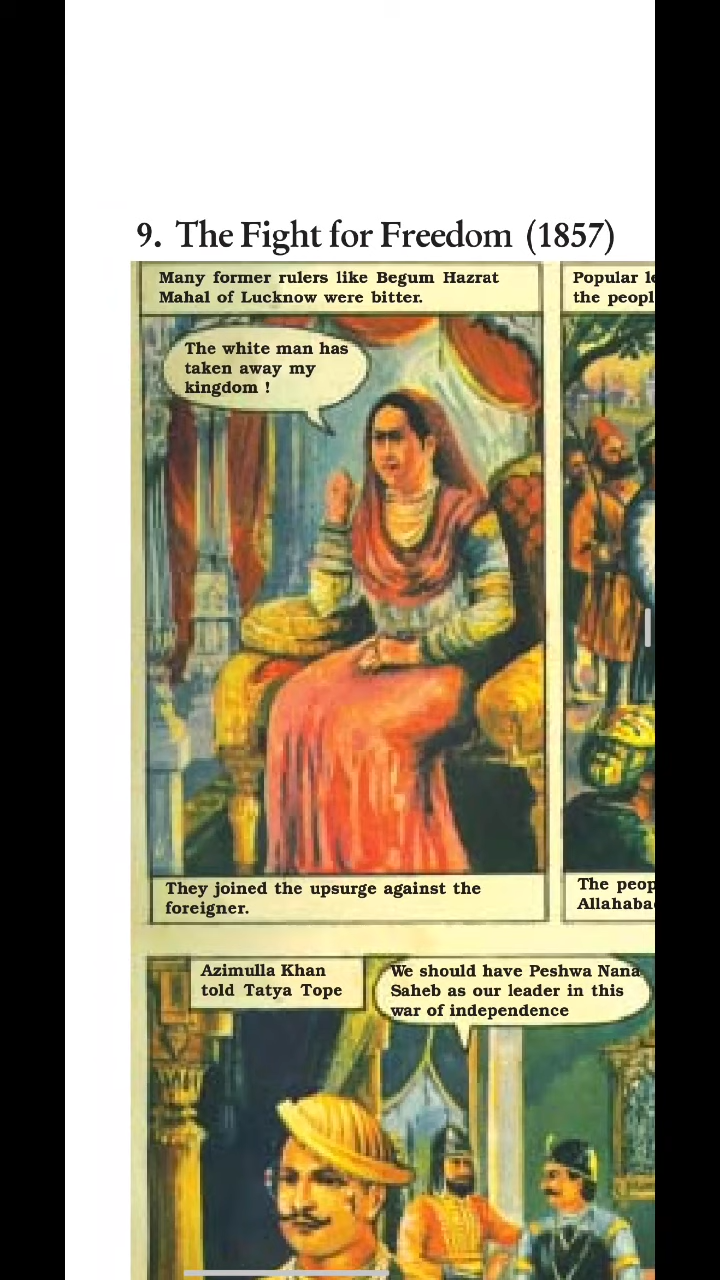 9. The Fight for Freedom (1857)
Many former rulers like Begum Hazrat
Mahal of Lucknow were bitter.
The white man has
taken away my
kingdom !
They joined the upsurge against the
foreigner.
Popular
the
The
Azimulla Khan
told Tatya Tope
We should have Peshwa Nana
Saheb as our leader in this
war of independence